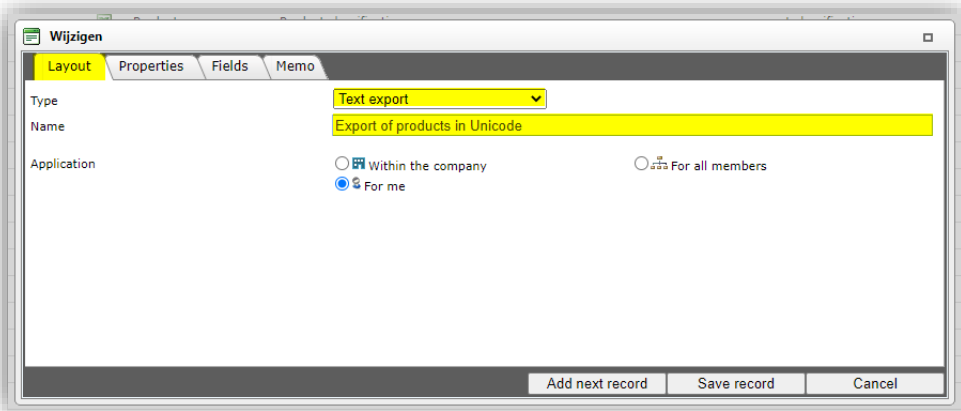 Wijzigen
Layout Properties Fields Memo
Type Text export
Name Export of products in Unicode
Application Within the company For all members
For me
Add next record Save record Cancel